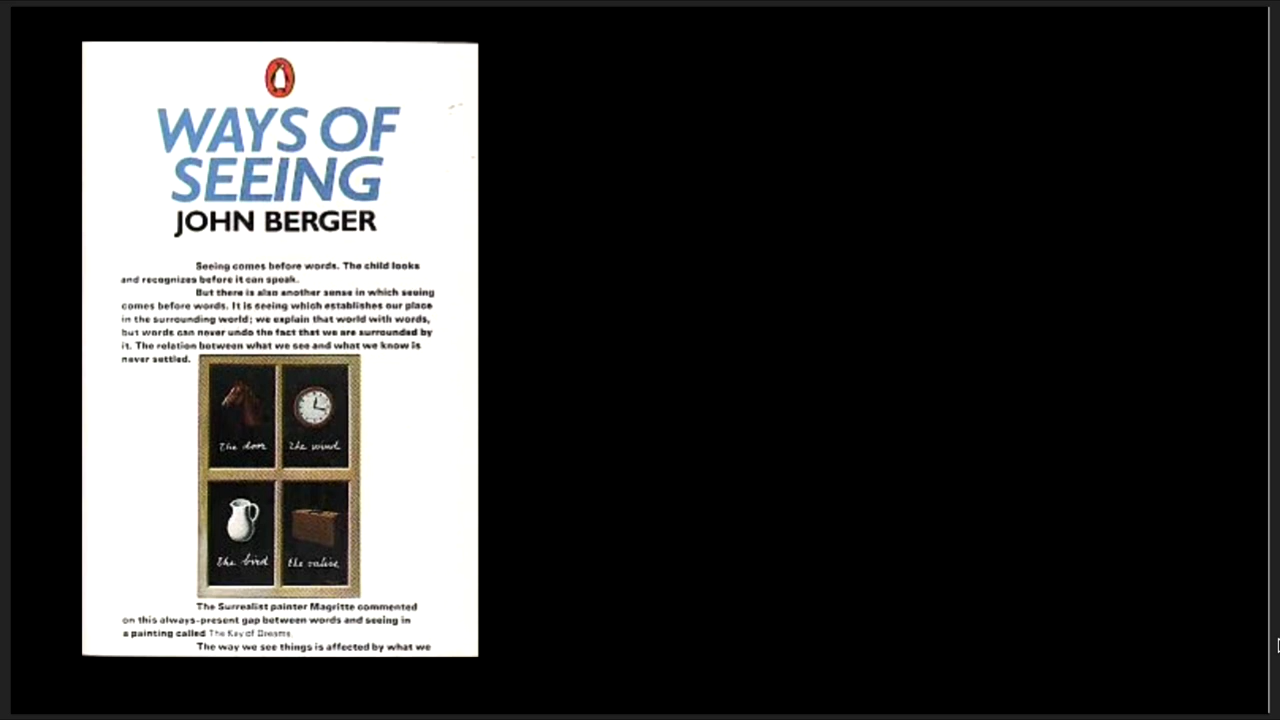 WAYS OF
SEEING
JOHN BERGER
Seeing comes before words. The child looks
and recognizes before it can speak.
But there is also another sense in which seeing
comes before words. It is seeing which establishes our place
in the surrounding world; we explain that world with words,
but words can never undo the fact that we are surrounded by
it. The relation between what we see and what we know is
never settled.
The door
the wind
The bird
the valise
The Surrealist painter Magritte commented
on this always-present gap between words and seeing in
a painting called The Key of Dreams.
The way we see things is affected by what we